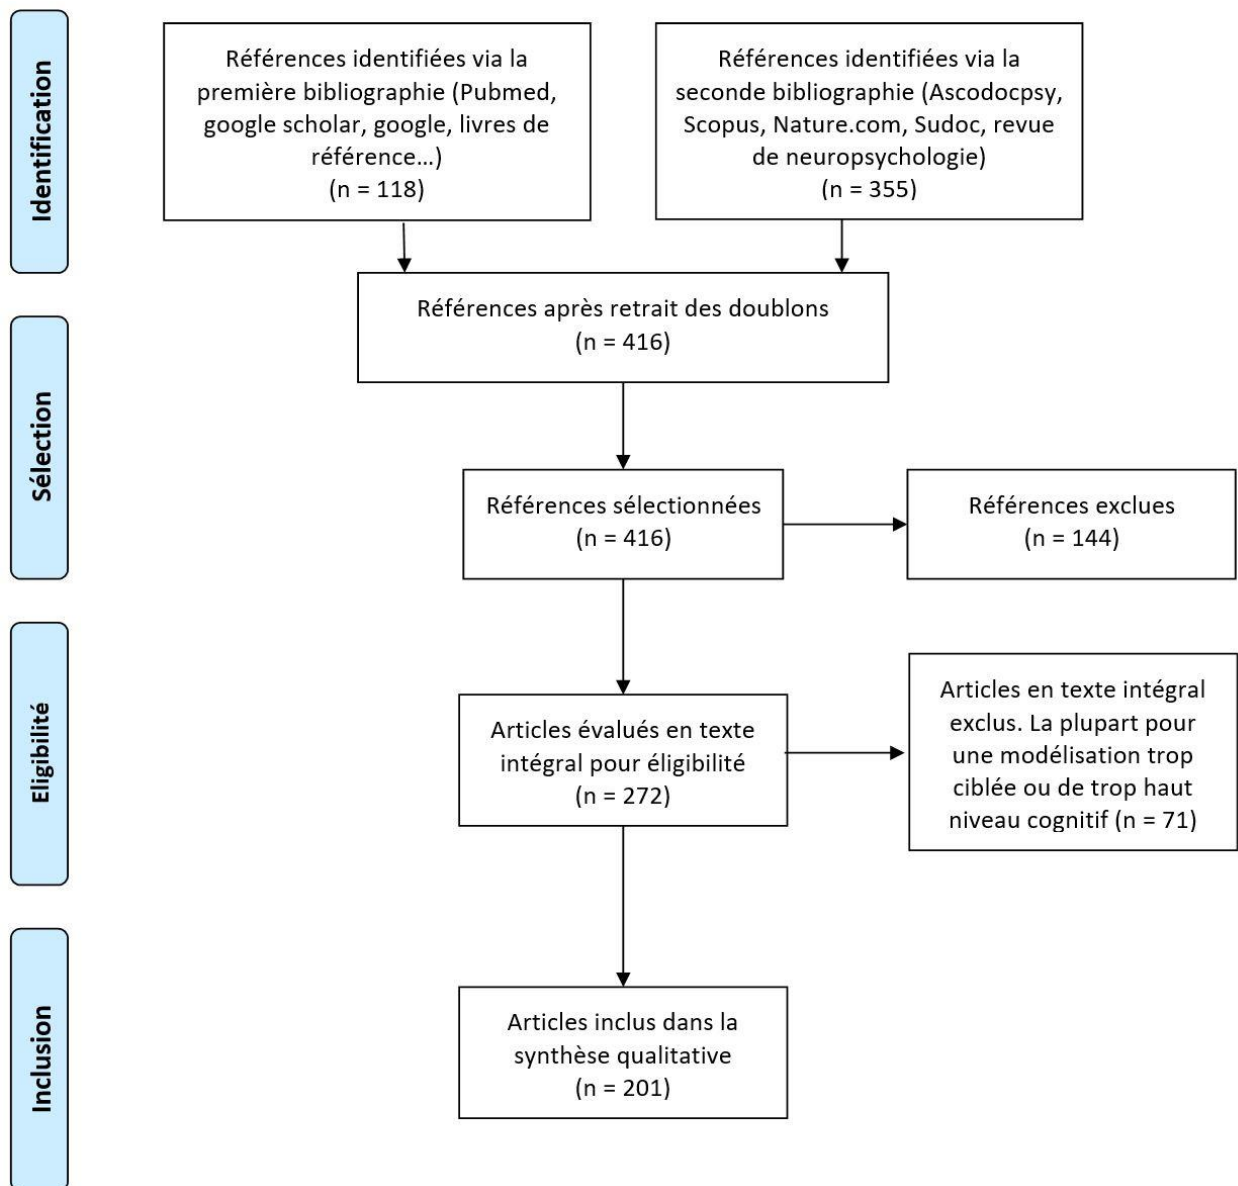 Identification
Références identifiées via la
première bibliographie (Pubmed,
google scholar, google, livres de
référence…)
(n = 118)
Références identifiées via la
seconde bibliographie (Ascodocpsy,
Scopus, Nature.com, Sudoc, revue
de neuropsychologie)
(n = 355)
Références après retrait des doublons
(n = 416)
Sélection
Références sélectionnées
(n = 416)
Références exclues
(n = 144)
Eligibilité
Articles évalués en texte
intégral pour éligibilité
(n = 272)
Articles en texte intégral
exclus. La plupart pour
une modélisation trop
ciblée ou de trop haut
niveau cognitif (n = 71)
Inclusion
Articles inclus dans la
synthèse qualitative
(n = 201)